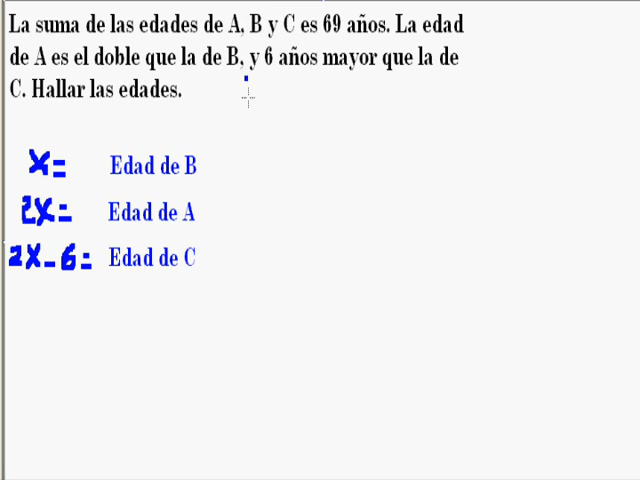 La suma de las edades de A, B y C es 69 años. La edad
de A es el doble que la de B, y 6 años mayor que la de
C. Hallar las edades.
X= Edad de B
2X= Edad de A
2X-6= Edad de C